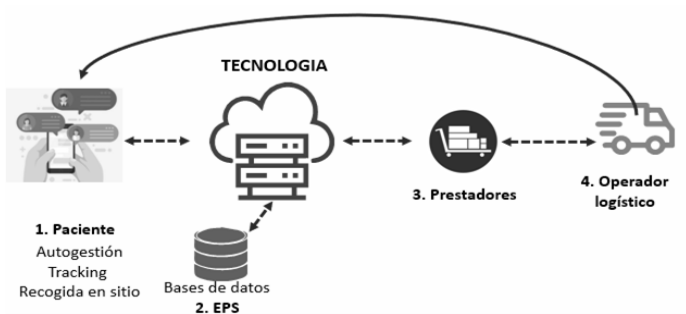 TECNOLOGIA
1. Paciente
Autogestión
Tracking
Recogida en sitio
Bases de datos
2. EPS
3. Prestadores
4. Operador
logístico